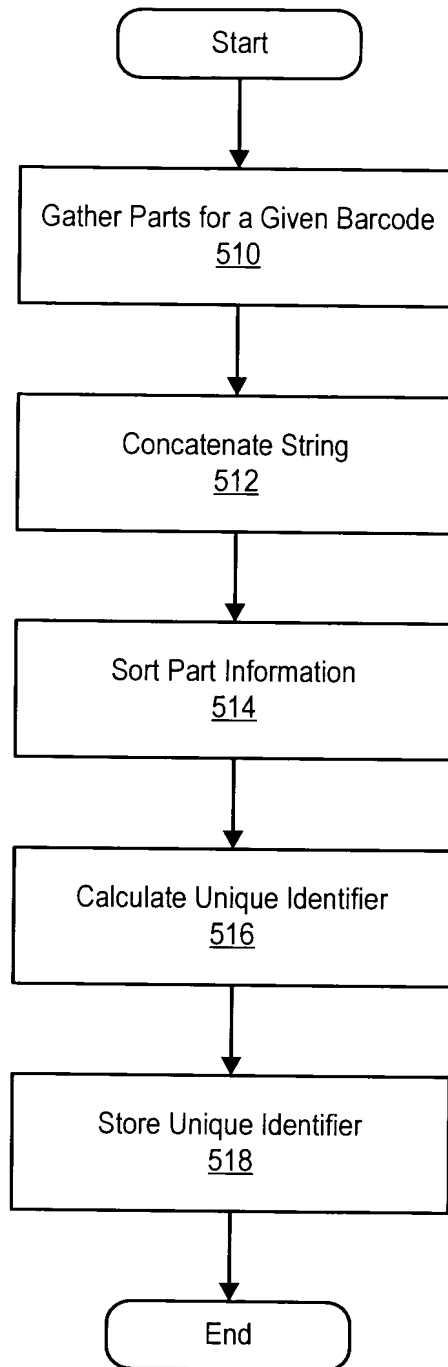 Start
Gather Parts for a Given Barcode
510
Concatenate String
512
Sort Part Information
514
Calculate Unique Identifier
516
Store Unique Identifier
518
End